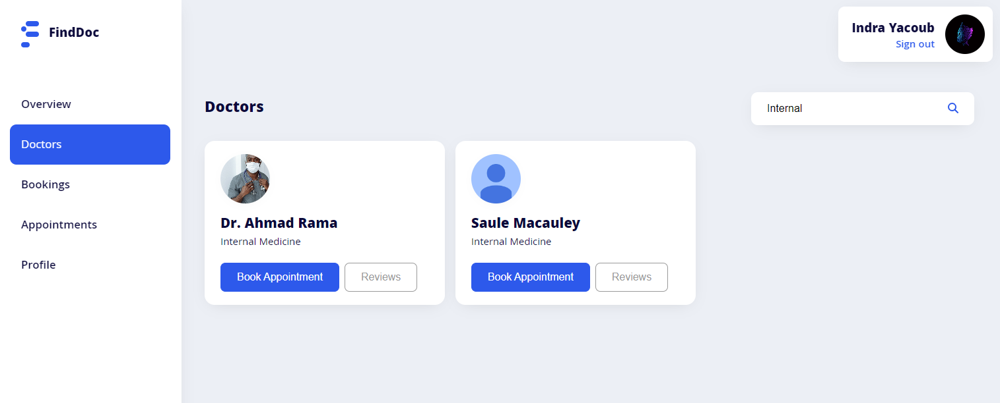 FindDoc
Indra Yacoub
Sign out
Overview
Doctors
Bookings
Appointments
Profile
Doctors
Internal
Dr. Ahmad Rama
Internal Medicine
Book Appointment
Reviews
Saule Macauley
Internal Medicine
Book Appointment
Reviews